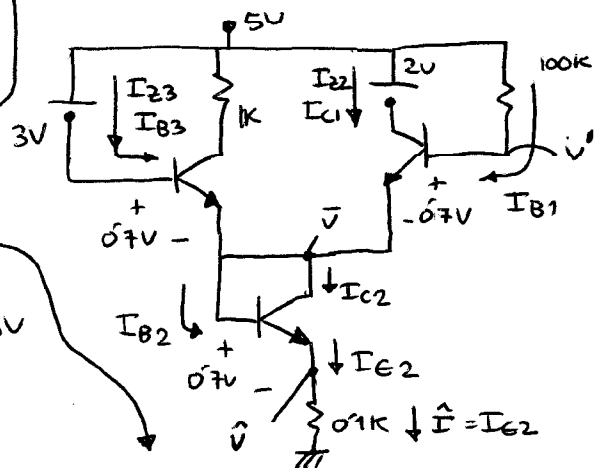 5V
3V
I_Z3
I_B3
1K
I_Z2
I_C1
2V
100K
V'
I_B1
+
0'7V -
+
- 0'7V
V̄
I_C2
I_B2
+
0'7V
-
I_E2
V̂
0'1K
Î = I_E2
V